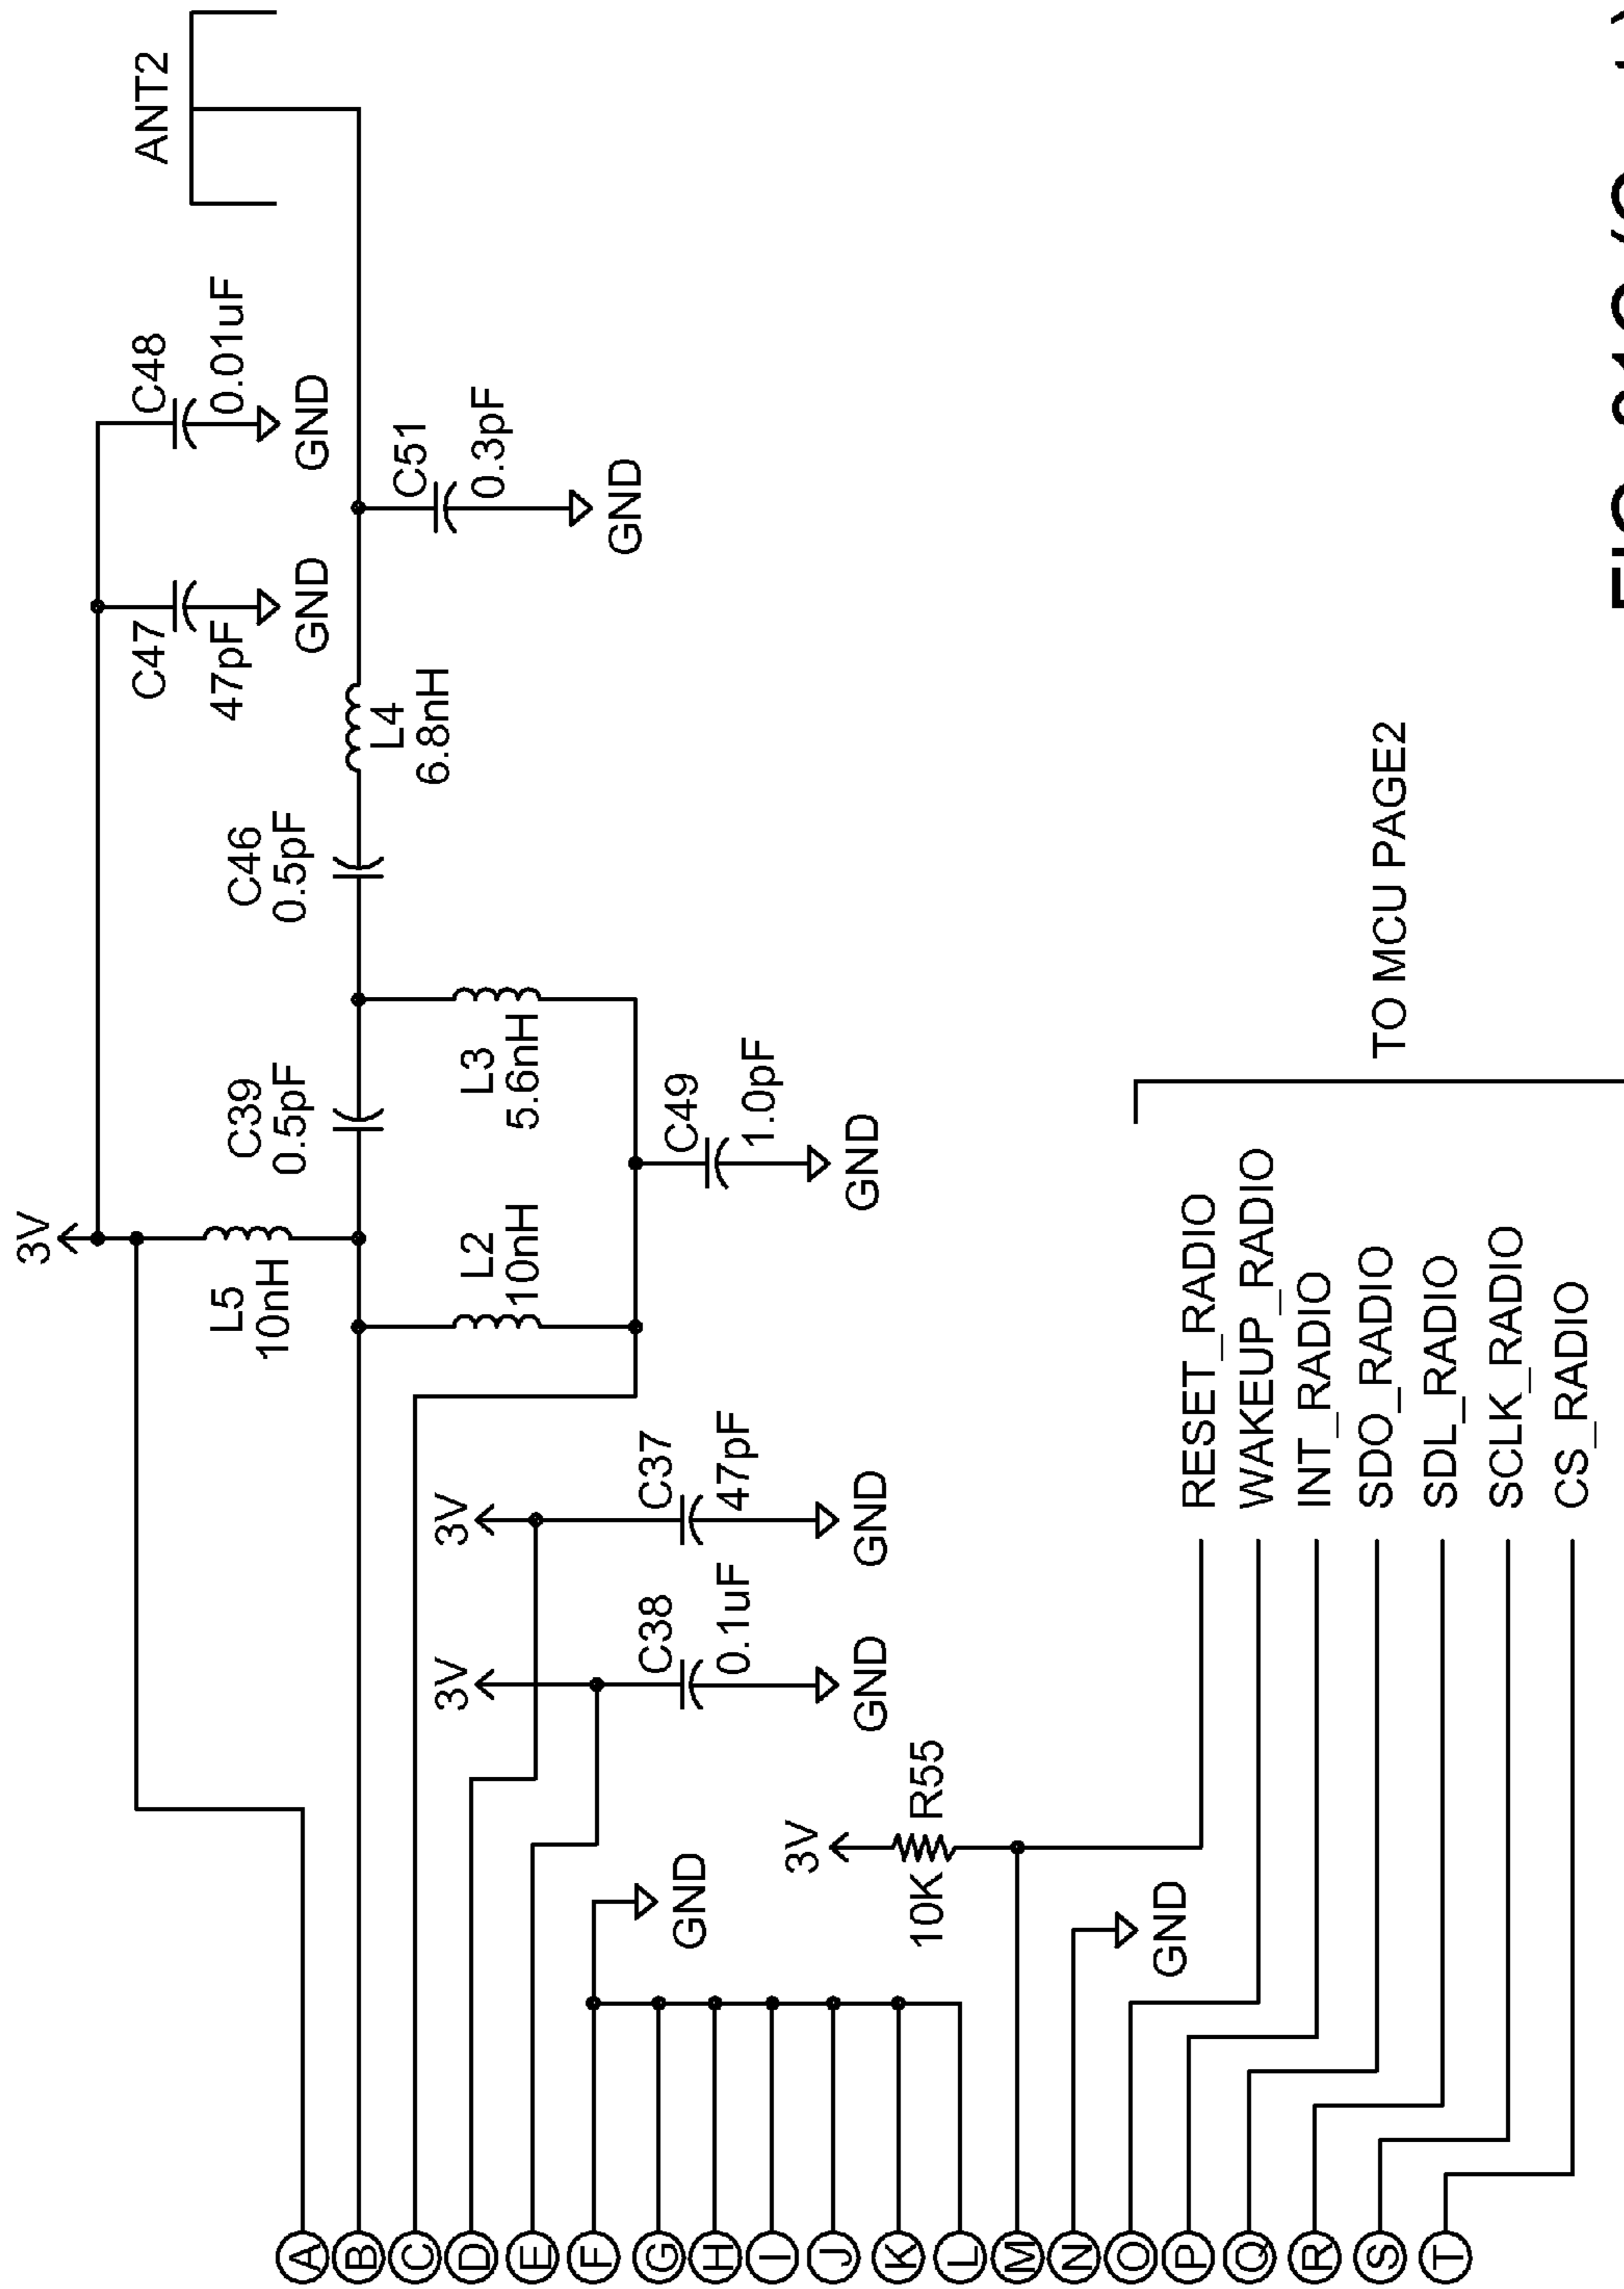 ANT2
3V
C48
0.01uF
GND
C47
47pF
GND
C51
0.3pF
GND
L4
6.8nH
C46
0.5pF
C39
0.5pF
L5
10nH
L3
5.6nH
L2
10nH
C49
1.0pF
GND
3V
C37
47pF
GND
3V
C38
0.1uF
GND
GND
3V
10K
R55
GND
A
B
C
D
E
F
G
H
I
J
K
L
M
N
O
P
Q
R
S
T
RESET_RADIO
WAKEUP_RADIO
INT_RADIO
SDO_RADIO
SDL_RADIO
SCLK_RADIO
CS_RADIO
TO MCU PAGE2